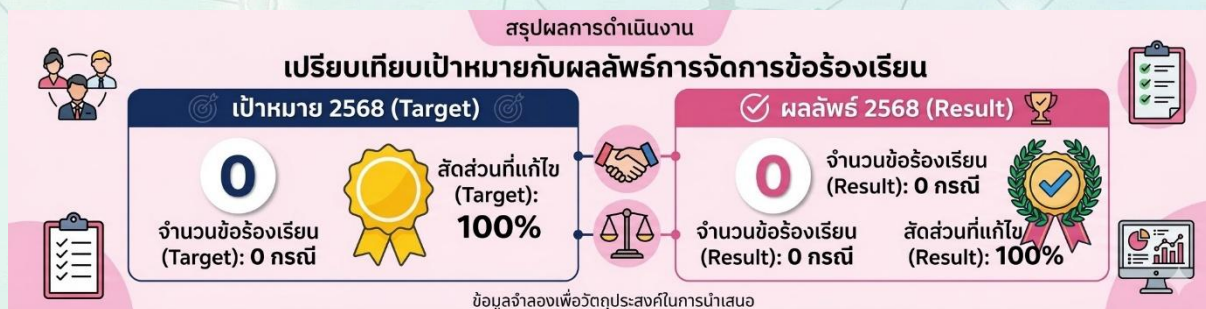 สรุปผลการดำเนินงาน
เปรียบเทียบเป้าหมายกับผลลัพธ์การจัดการข้อร้องเรียน
เป้าหมาย 2568 (Target)
0
จำนวนข้อร้องเรียน
(Target): 0 กรณี
สัดส่วนที่แก้ไข
(Target):
100%
ผลลัพธ์ 2568 (Result)
0
จำนวนข้อร้องเรียน
(Result): 0 กรณี
จำนวนข้อร้องเรียน
(Result): 0 กรณี
สัดส่วนที่แก้ไข
(Result): 100%
ข้อมูลจำลองเพื่อวัตถุประสงค์ในการนำเสนอ